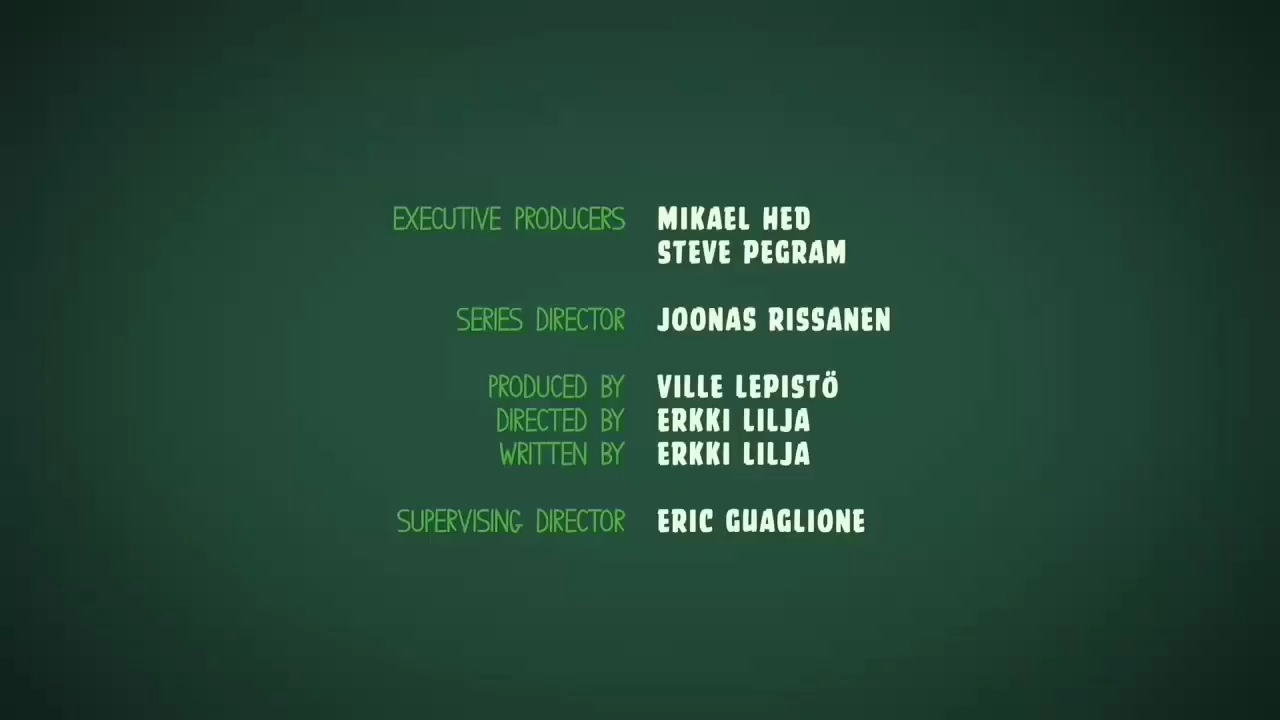 EXECUTIVE PRODUCERS MIKAEL HED
STEVE PEGRAM
SERIES DIRECTOR JOONAS RISSANEN
PRODUCED BY VILLE LEPISTÖ
DIRECTED BY ERKKI LILJA
WRITTEN BY ERKKI LILJA
SUPERVISING DIRECTOR ERIC GUAGLIONE